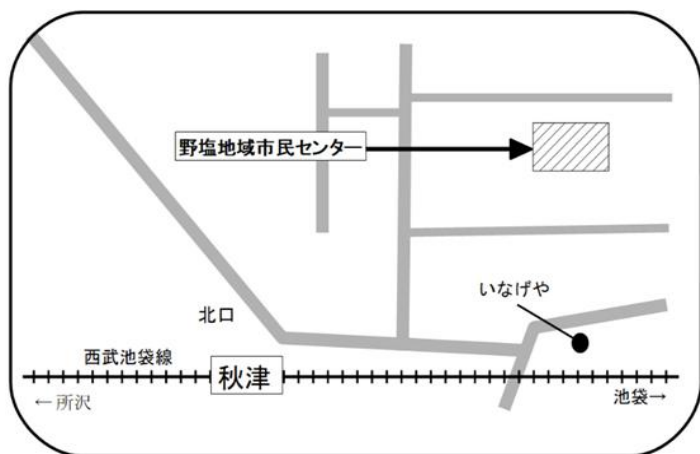 野塩地域市民センター
いなげや
北口
西武池袋線
秋津
← 所沢
池袋→